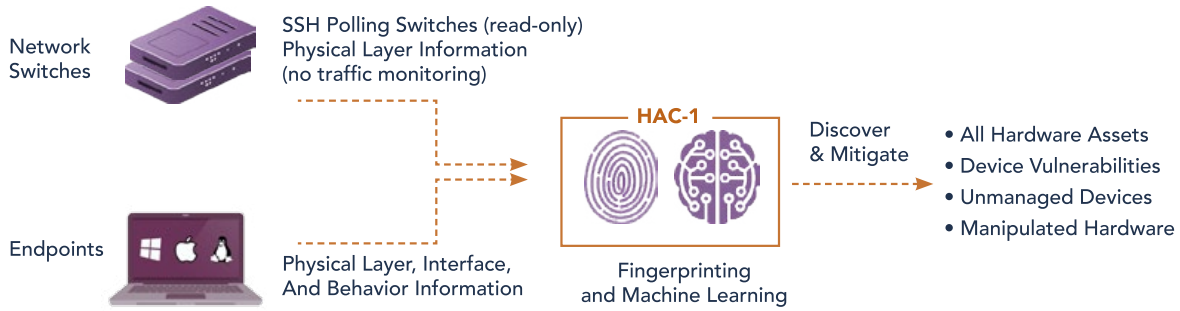 Network
Switches
SSH Polling Switches (read-only)
Physical Layer Information
(no traffic monitoring)
Endpoints
Physical Layer, Interface,
And Behavior Information
HAC-1
Fingerprinting
and Machine Learning
Discover
& Mitigate
• All Hardware Assets
• Device Vulnerabilities
• Unmanaged Devices
• Manipulated Hardware